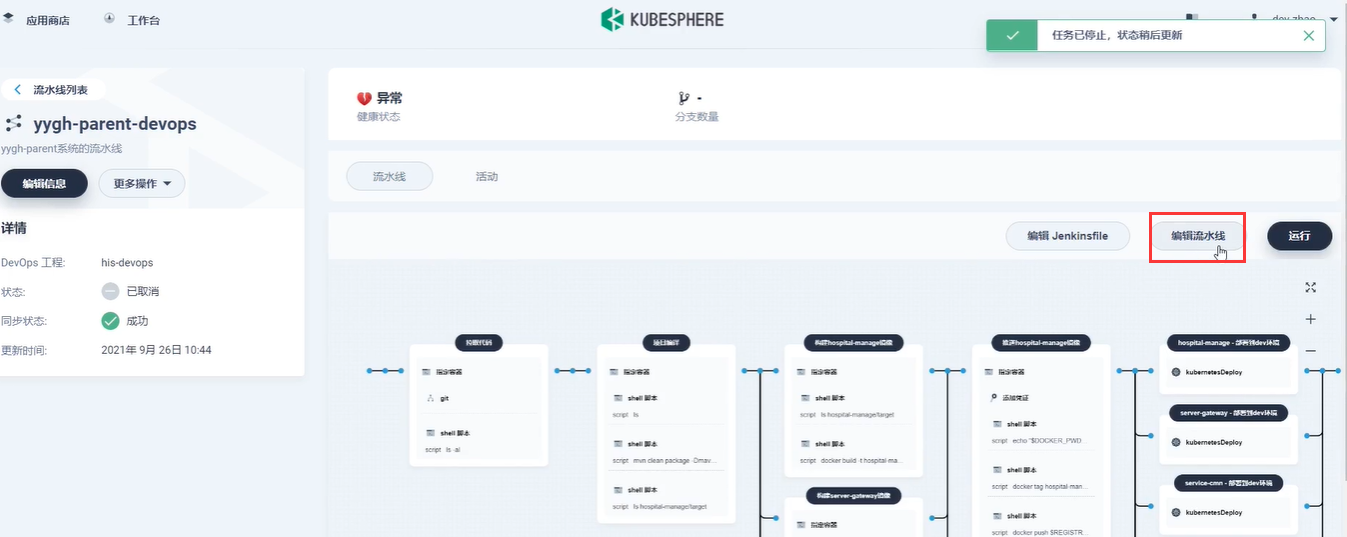 应用商店
工作台
KUBESPHERE
dev.zhao
任务已停止，状态稍后更新
流水线列表
yygh-parent-devops
yygh-parent系统的流水线
编辑信息
更多操作
详情
DevOps 工程:
his-devops
状态:
已取消
同步状态:
成功
更新时间:
2021年 9月 26日 10:44
异常
健康状态
-
分支数量
流水线
活动
编辑 Jenkinsfile
编辑流水线
运行
拉取代码
指定容器
git
shell 脚本
script ls -al
项目编译
指定容器
shell 脚本
script ls
shell 脚本
script mvn clean package -Dmav...
shell 脚本
script ls hospital-manage/target
构建hospital-manage镜像
指定容器
shell 脚本
script ls hospital-manage/target
shell 脚本
script docker build -t hospital-ma...
构建server-gateway镜像
指定容器
推送hospital-manage镜像
指定容器
添加凭证
shell 脚本
script echo "$DOCKER_PWD...
shell 脚本
script docker tag hospital-man...
shell 脚本
script docker push $REGISTR...
hospital-manage - 部署到dev环境
kubernetesDeploy
server-gateway - 部署到dev环境
kubernetesDeploy
service-cmn - 部署到dev环境
kubernetesDeploy